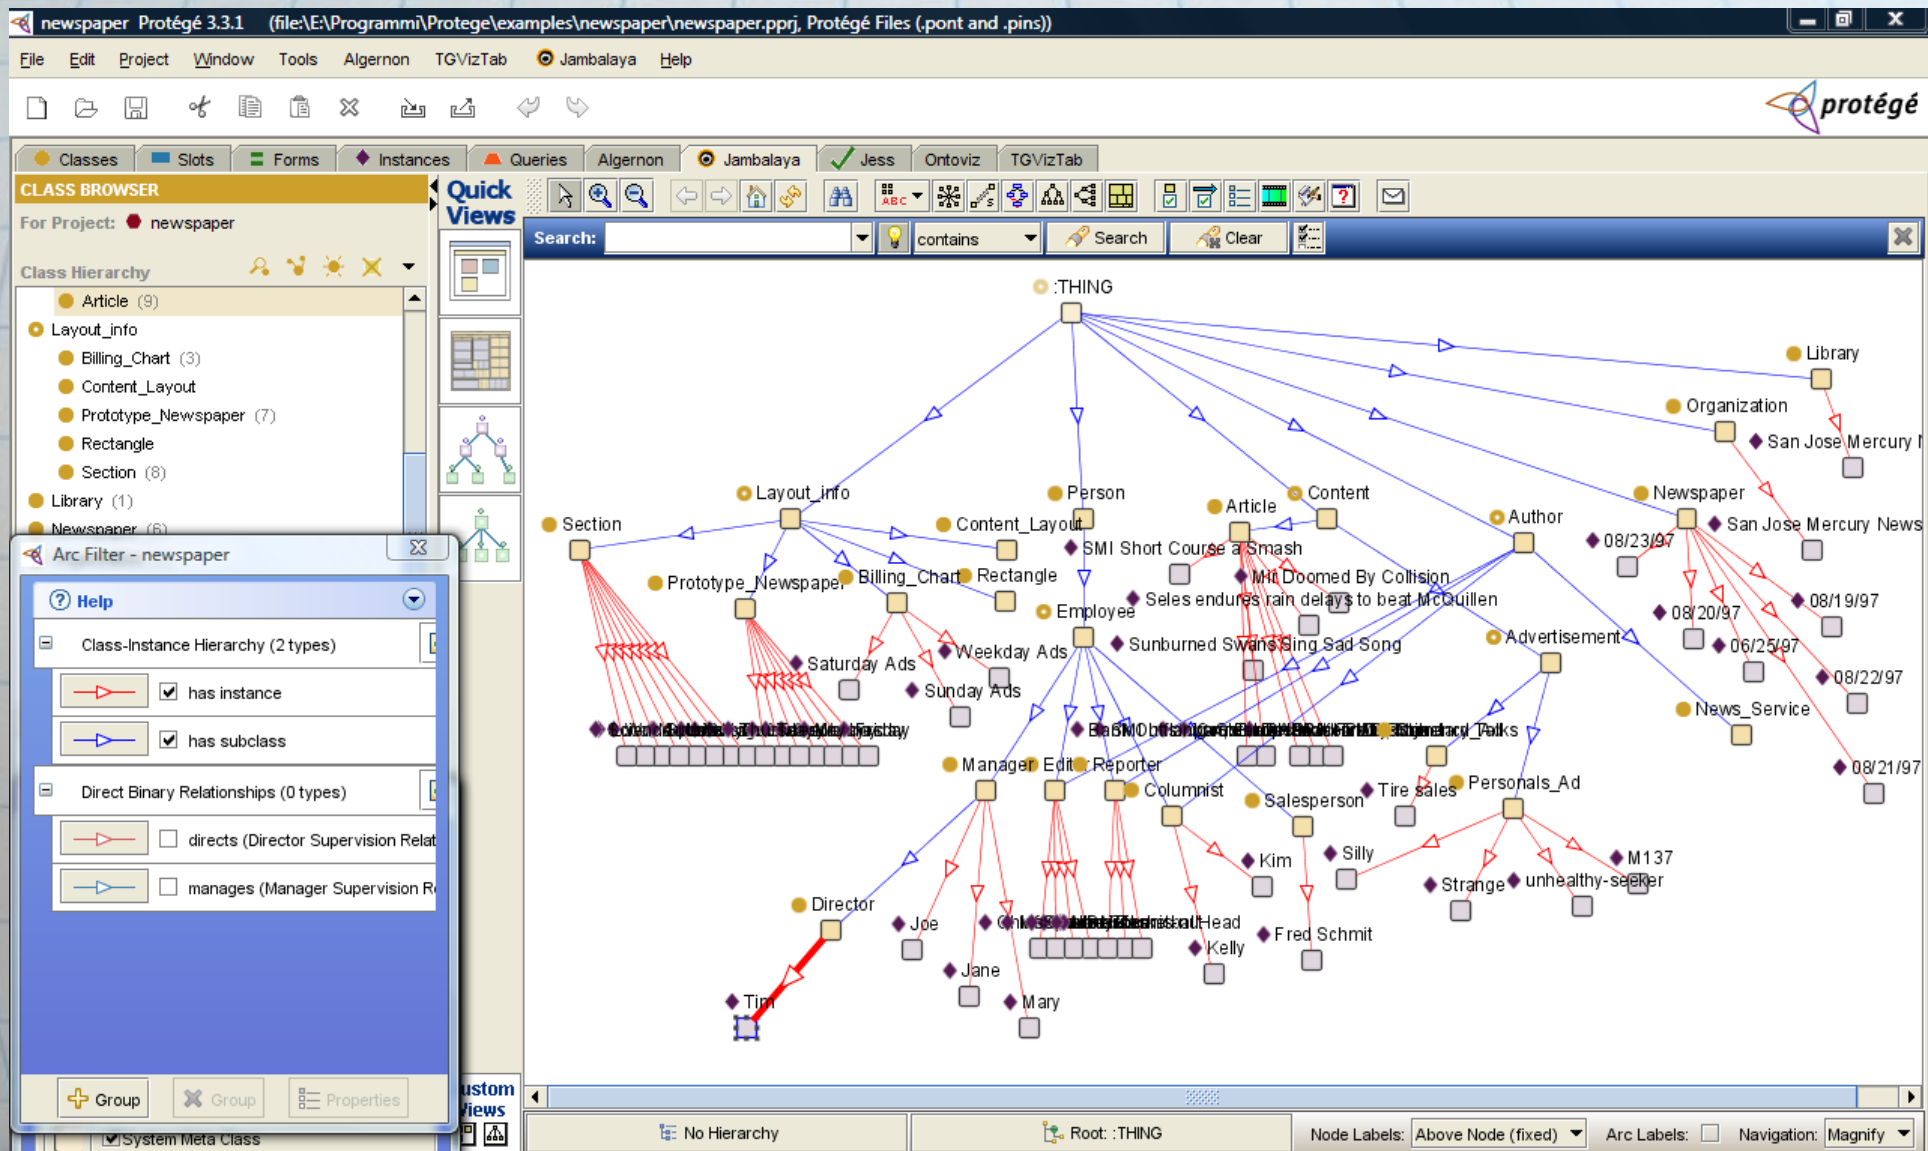 newspaper Protégé 3.3.1 (file:\E:\Programmi\Protege\examples\newspaper\newspaper.pprj, Protégé Files (.pont and .pins))
File Edit Project Window Tools Algernon TGVizTab Jambalaya Help
protégé
Classes Slots Forms Instances Queries Algernon Jambalaya Jess Ontoviz TGVizTab
CLASS BROWSER
For Project: newspaper
Class Hierarchy
Article (9)
Layout_info
Billing_Chart (3)
Content_Layout
Prototype_Newspaper (7)
Rectangle
Section (8)
Library (1)
Newspaper (6)
Quick
Views
ABC
Search: contains Search Clear
:THING
Library
Organization
San Jose Mercury
Layout_info Person Article Content Newspaper
Section Content_Layout Author San Jose Mercury News
SMI Short Course a Smash 08/23/97
Prototype_Newspaper Billing_Chart Rectangle Mir Doomed By Collision
Seles endures rain delays to beat McQuillen 08/19/97
Employee 08/20/97
Sunburned Swans Sing Sad Song Advertisement 06/25/97
Saturday Ads Weekday Ads
Sunday Ads 08/22/97
News_Service
Manager Editor Reporter 08/21/97
Columnist Salesperson Tire sales Personals_Ad
Kim Silly M137
Strange unhealthy-seeker
Director Joe Head
Kelly Fred Schmit
Jane
Tim Mary
Arc Filter - newspaper
Help
Class-Instance Hierarchy (2 types)
has instance
has subclass
Direct Binary Relationships (0 types)
directs (Director Supervision Relat
manages (Manager Supervision R
Group Group Properties
System Meta Class
No Hierarchy Root: :THING Node Labels: Above Node (fixed) Arc Labels: Navigation: Magnify